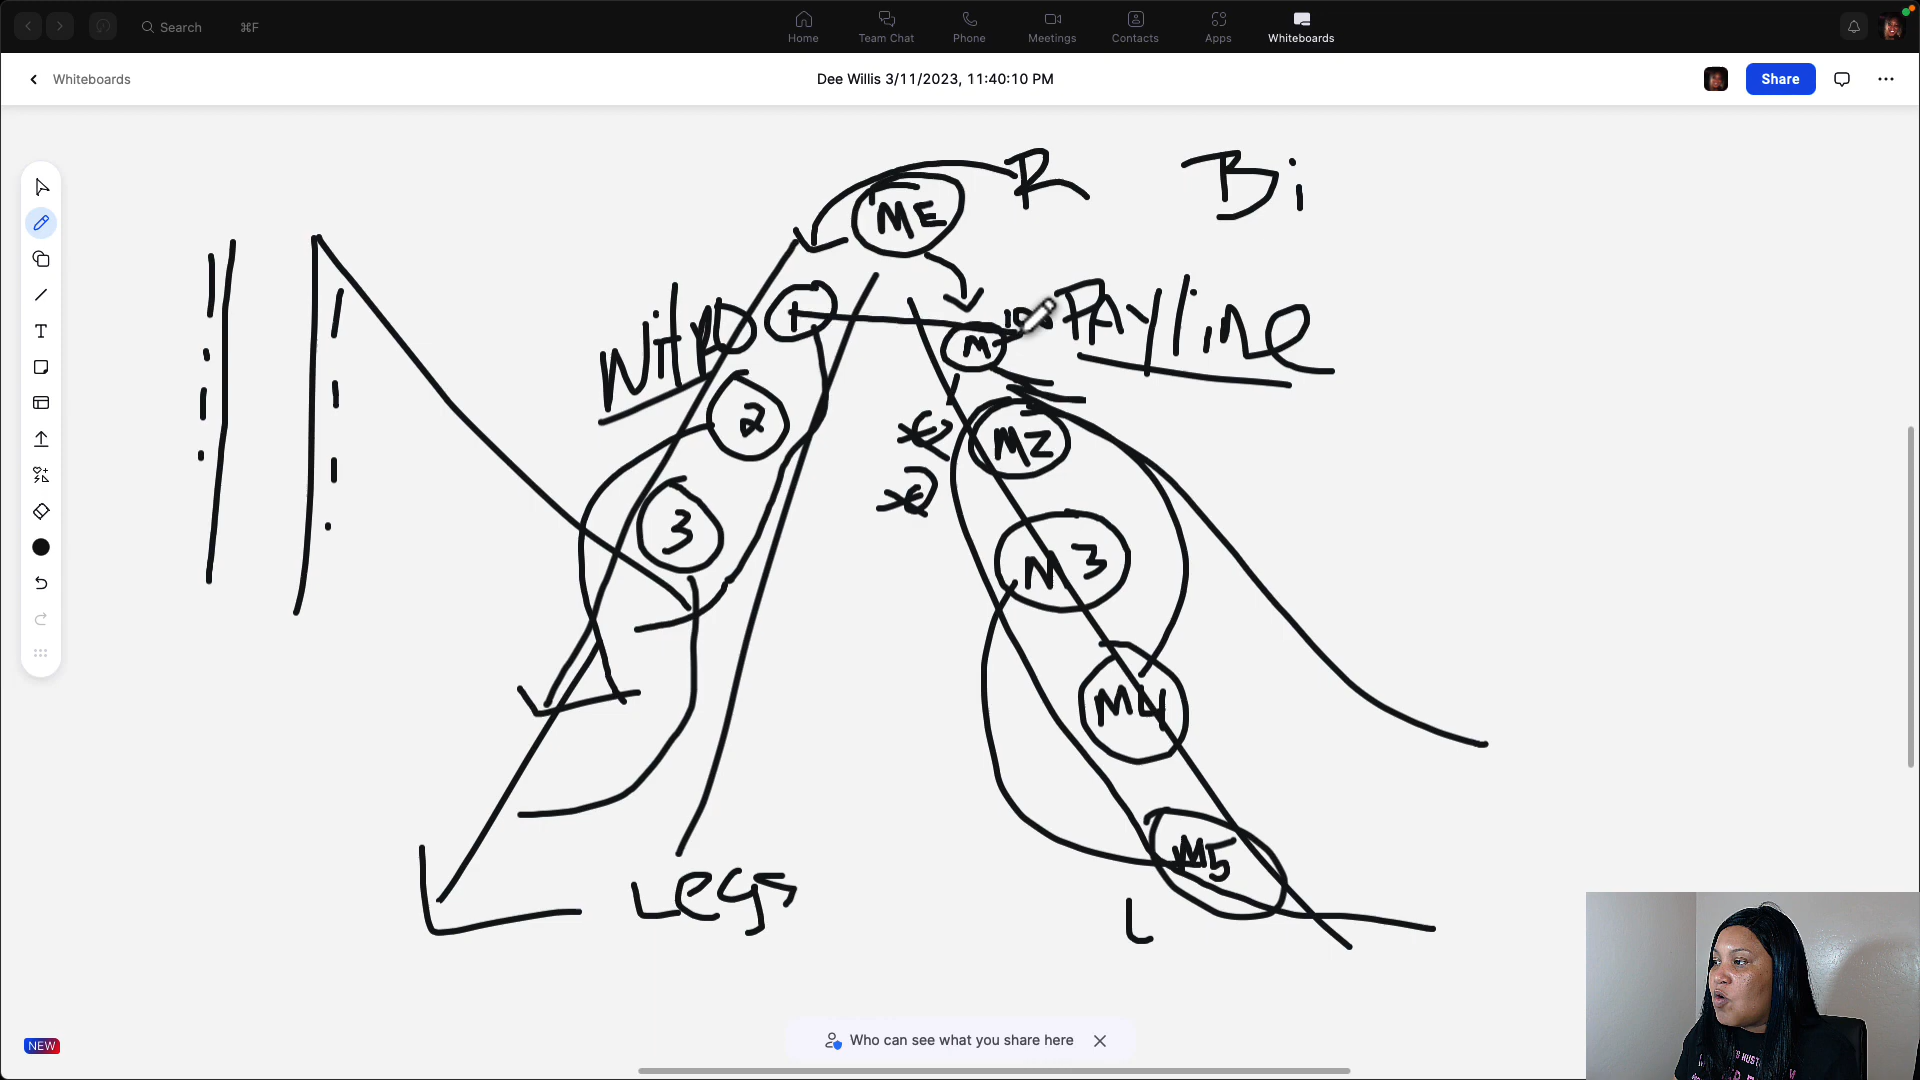 Search ⌘F
Home
Team Chat
Phone
Meetings
Contacts
Apps
Whiteboards
Whiteboards
Dee Willis 3/11/2023, 11:40:10 PM
Share
R
Bi
ME
1
M
Payline
2
M2
3
M3
M4
M5
Legs
L
Who can see what you share here
NEW